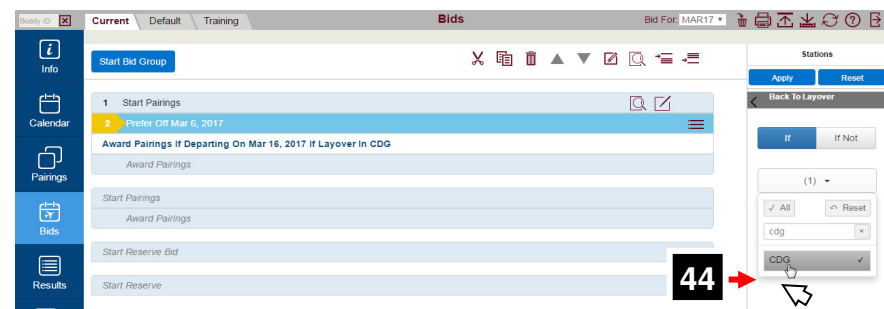 Buddy ID
Current Default Training Bids Bid For: MAR17
Info
Start Bid Group
Stations
Apply Reset
Back To Layover
1 Start Pairings
2 Prefer Off Mar 6, 2017
Calendar
Award Pairings If Departing On Mar 16, 2017 If Layover In CDG
Award Pairings
If If Not
Pairings
(1)
Start Pairings
Award Pairings
All Reset
cdg
Bids
Start Reserve Bid
CDG
44
Start Reserve
Results